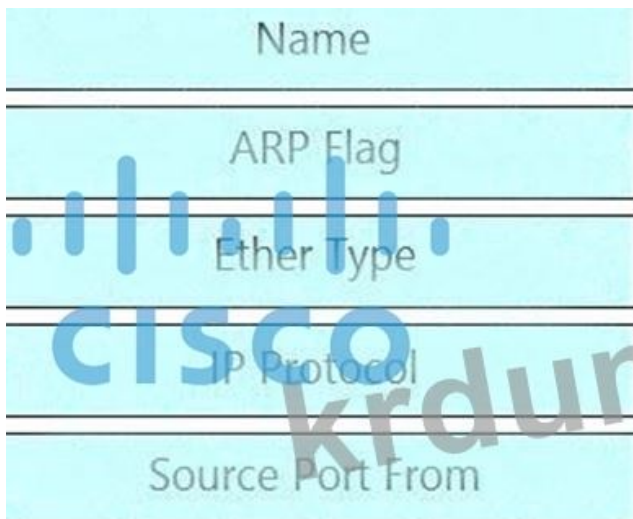 Name
ARP Flag
Ether Type
CISCO
IP Protocol
krdun
Source Port From